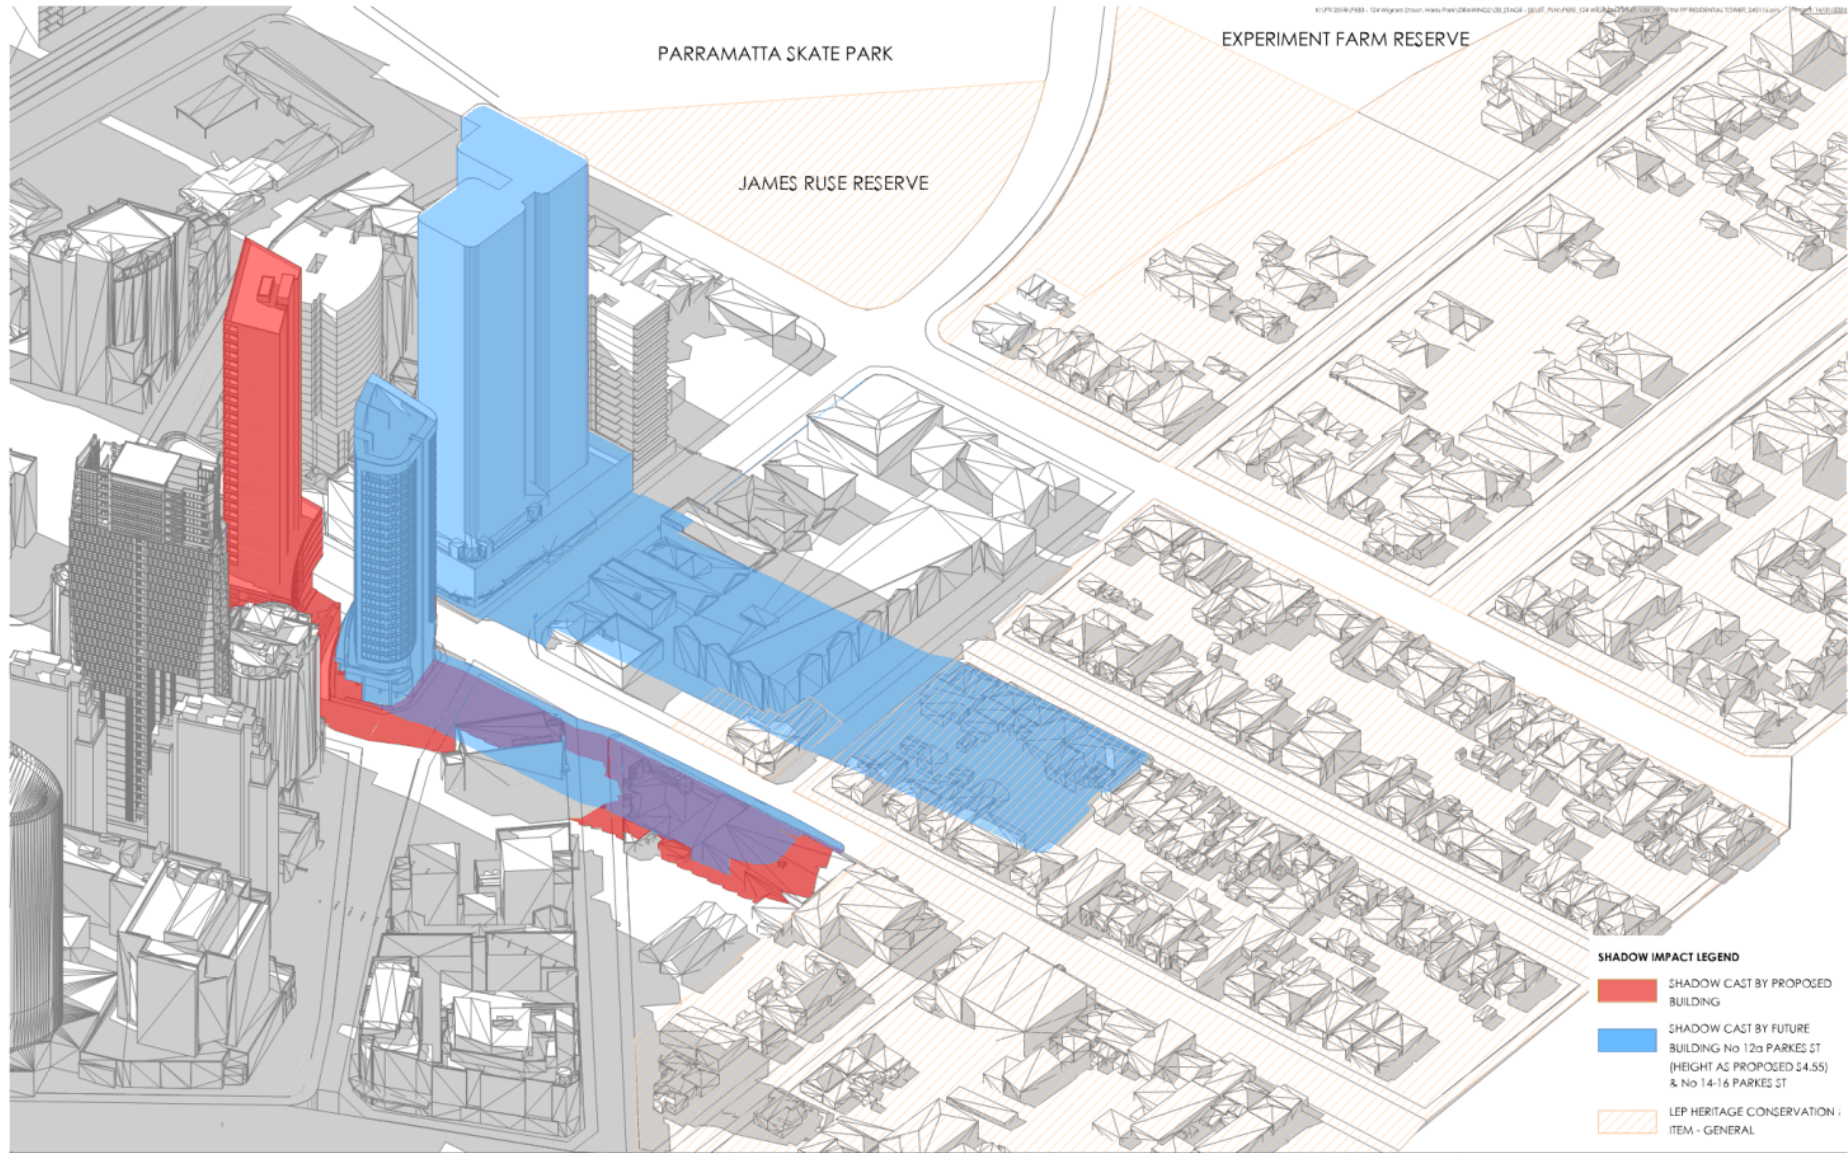 PARRAMATTA SKATE PARK
EXPERIMENT FARM RESERVE
JAMES RUSE RESERVE
SHADOW IMPACT LEGEND
SHADOW CAST BY PROPOSED
BUILDING
SHADOW CAST BY FUTURE
BUILDING No 12a PARKES ST
(HEIGHT AS PROPOSED S4.55)
& No 14-16 PARKES ST
LEP HERITAGE CONSERVATION
ITEM - GENERAL